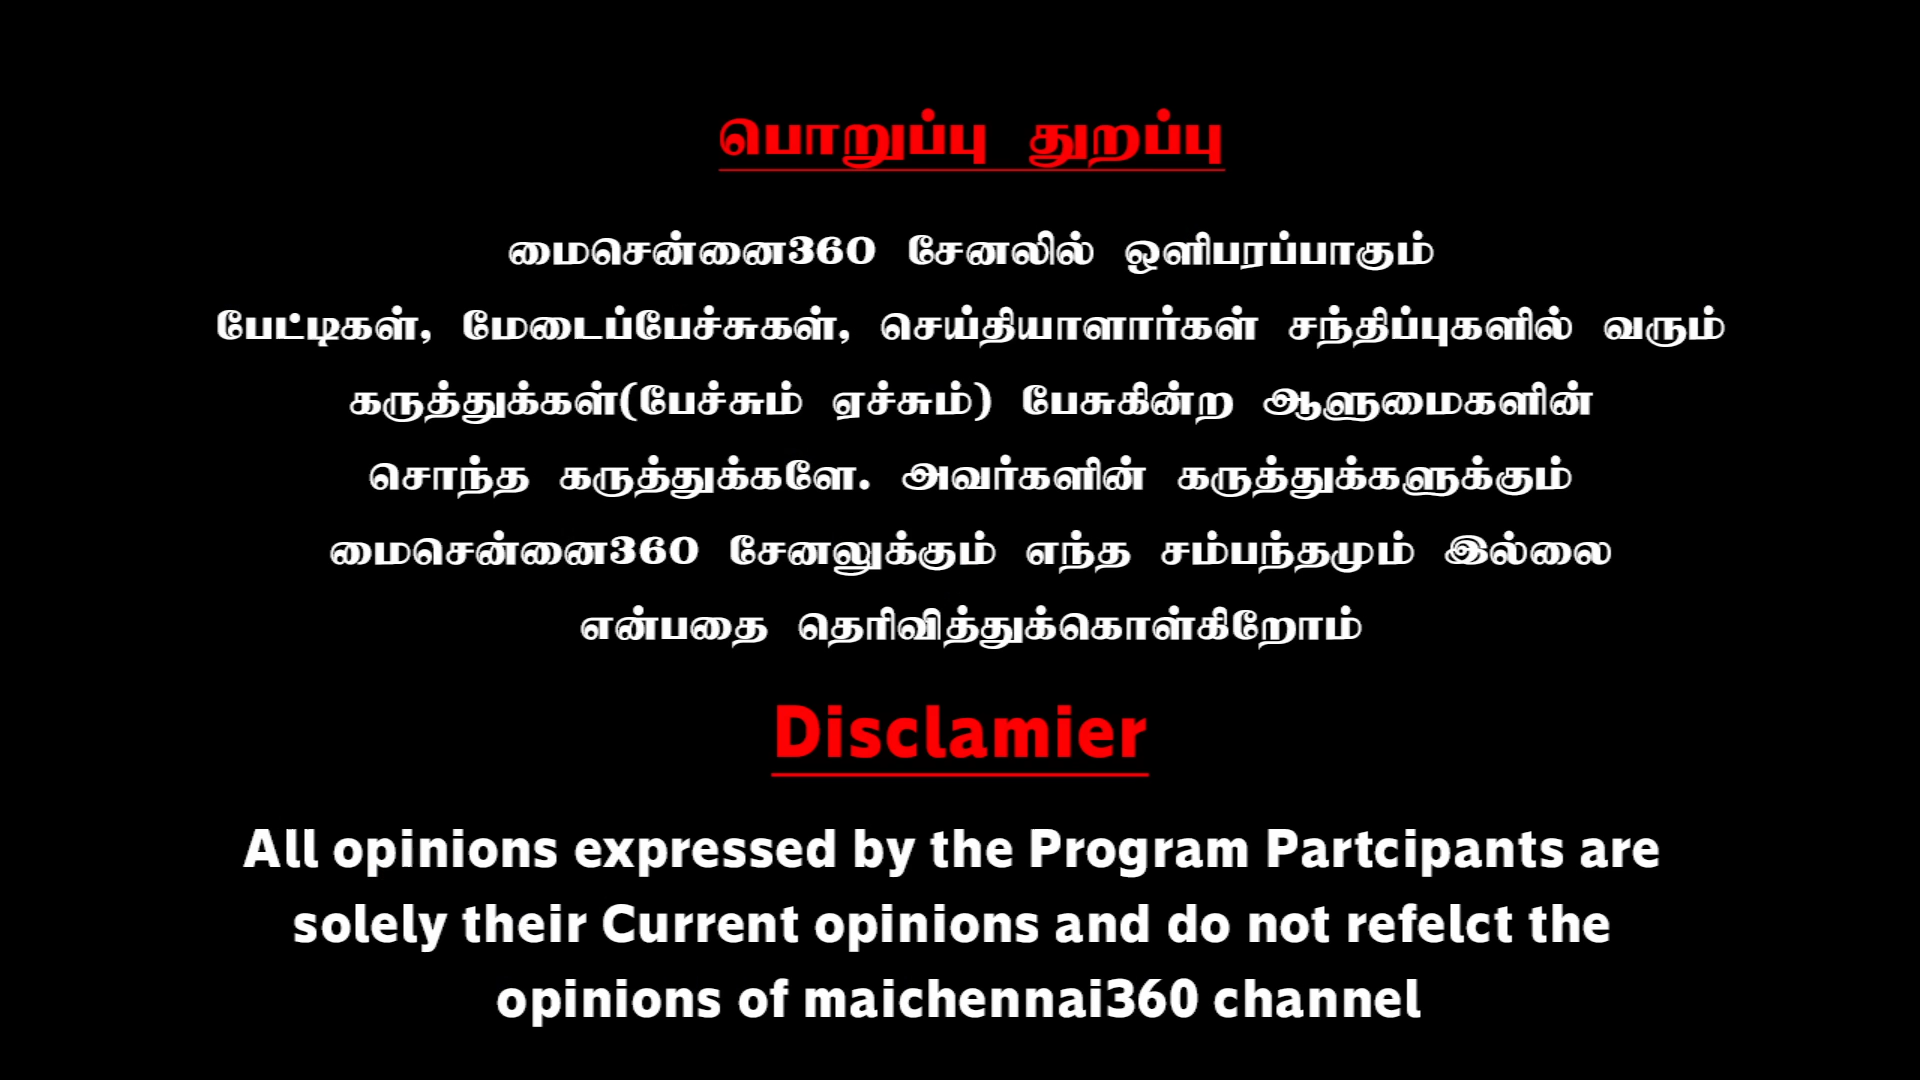 பொறுப்பு துறப்பு
மைசென்னை360 சேனலில் ஒளிபரப்பாகும்
பேட்டிகள், மேடைப்பேச்சுகள், செய்தியாளார்கள் சந்திப்புகளில் வரும்
கருத்துக்கள்(பேச்சும் ஏச்சும்) பேசுகின்ற ஆளுமைகளின்
சொந்த கருத்துக்களே. அவர்களின் கருத்துக்களுக்கும்
மைசென்னை360 சேனலுக்கும் எந்த சம்பந்தமும் இல்லை
என்பதை தெரிவித்துக்கொள்கிறோம்
Disclamier
All opinions expressed by the Program Partcipants are
solely their Current opinions and do not refelct the
opinions of maichennai360 channel